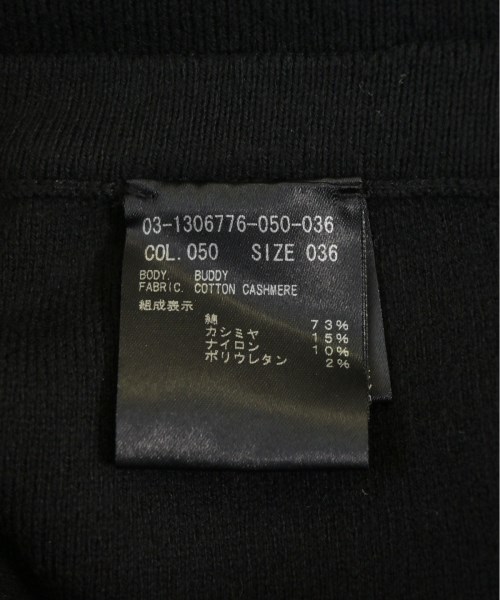 03-1306776-050-036
COL. 050 SIZE 036
BODY. BUDDY
FABRIC. COTTON CASHMERE
組成表示
綿 73%
カシミヤ 15%
ナイロン 10%
ポリウレタン 2%